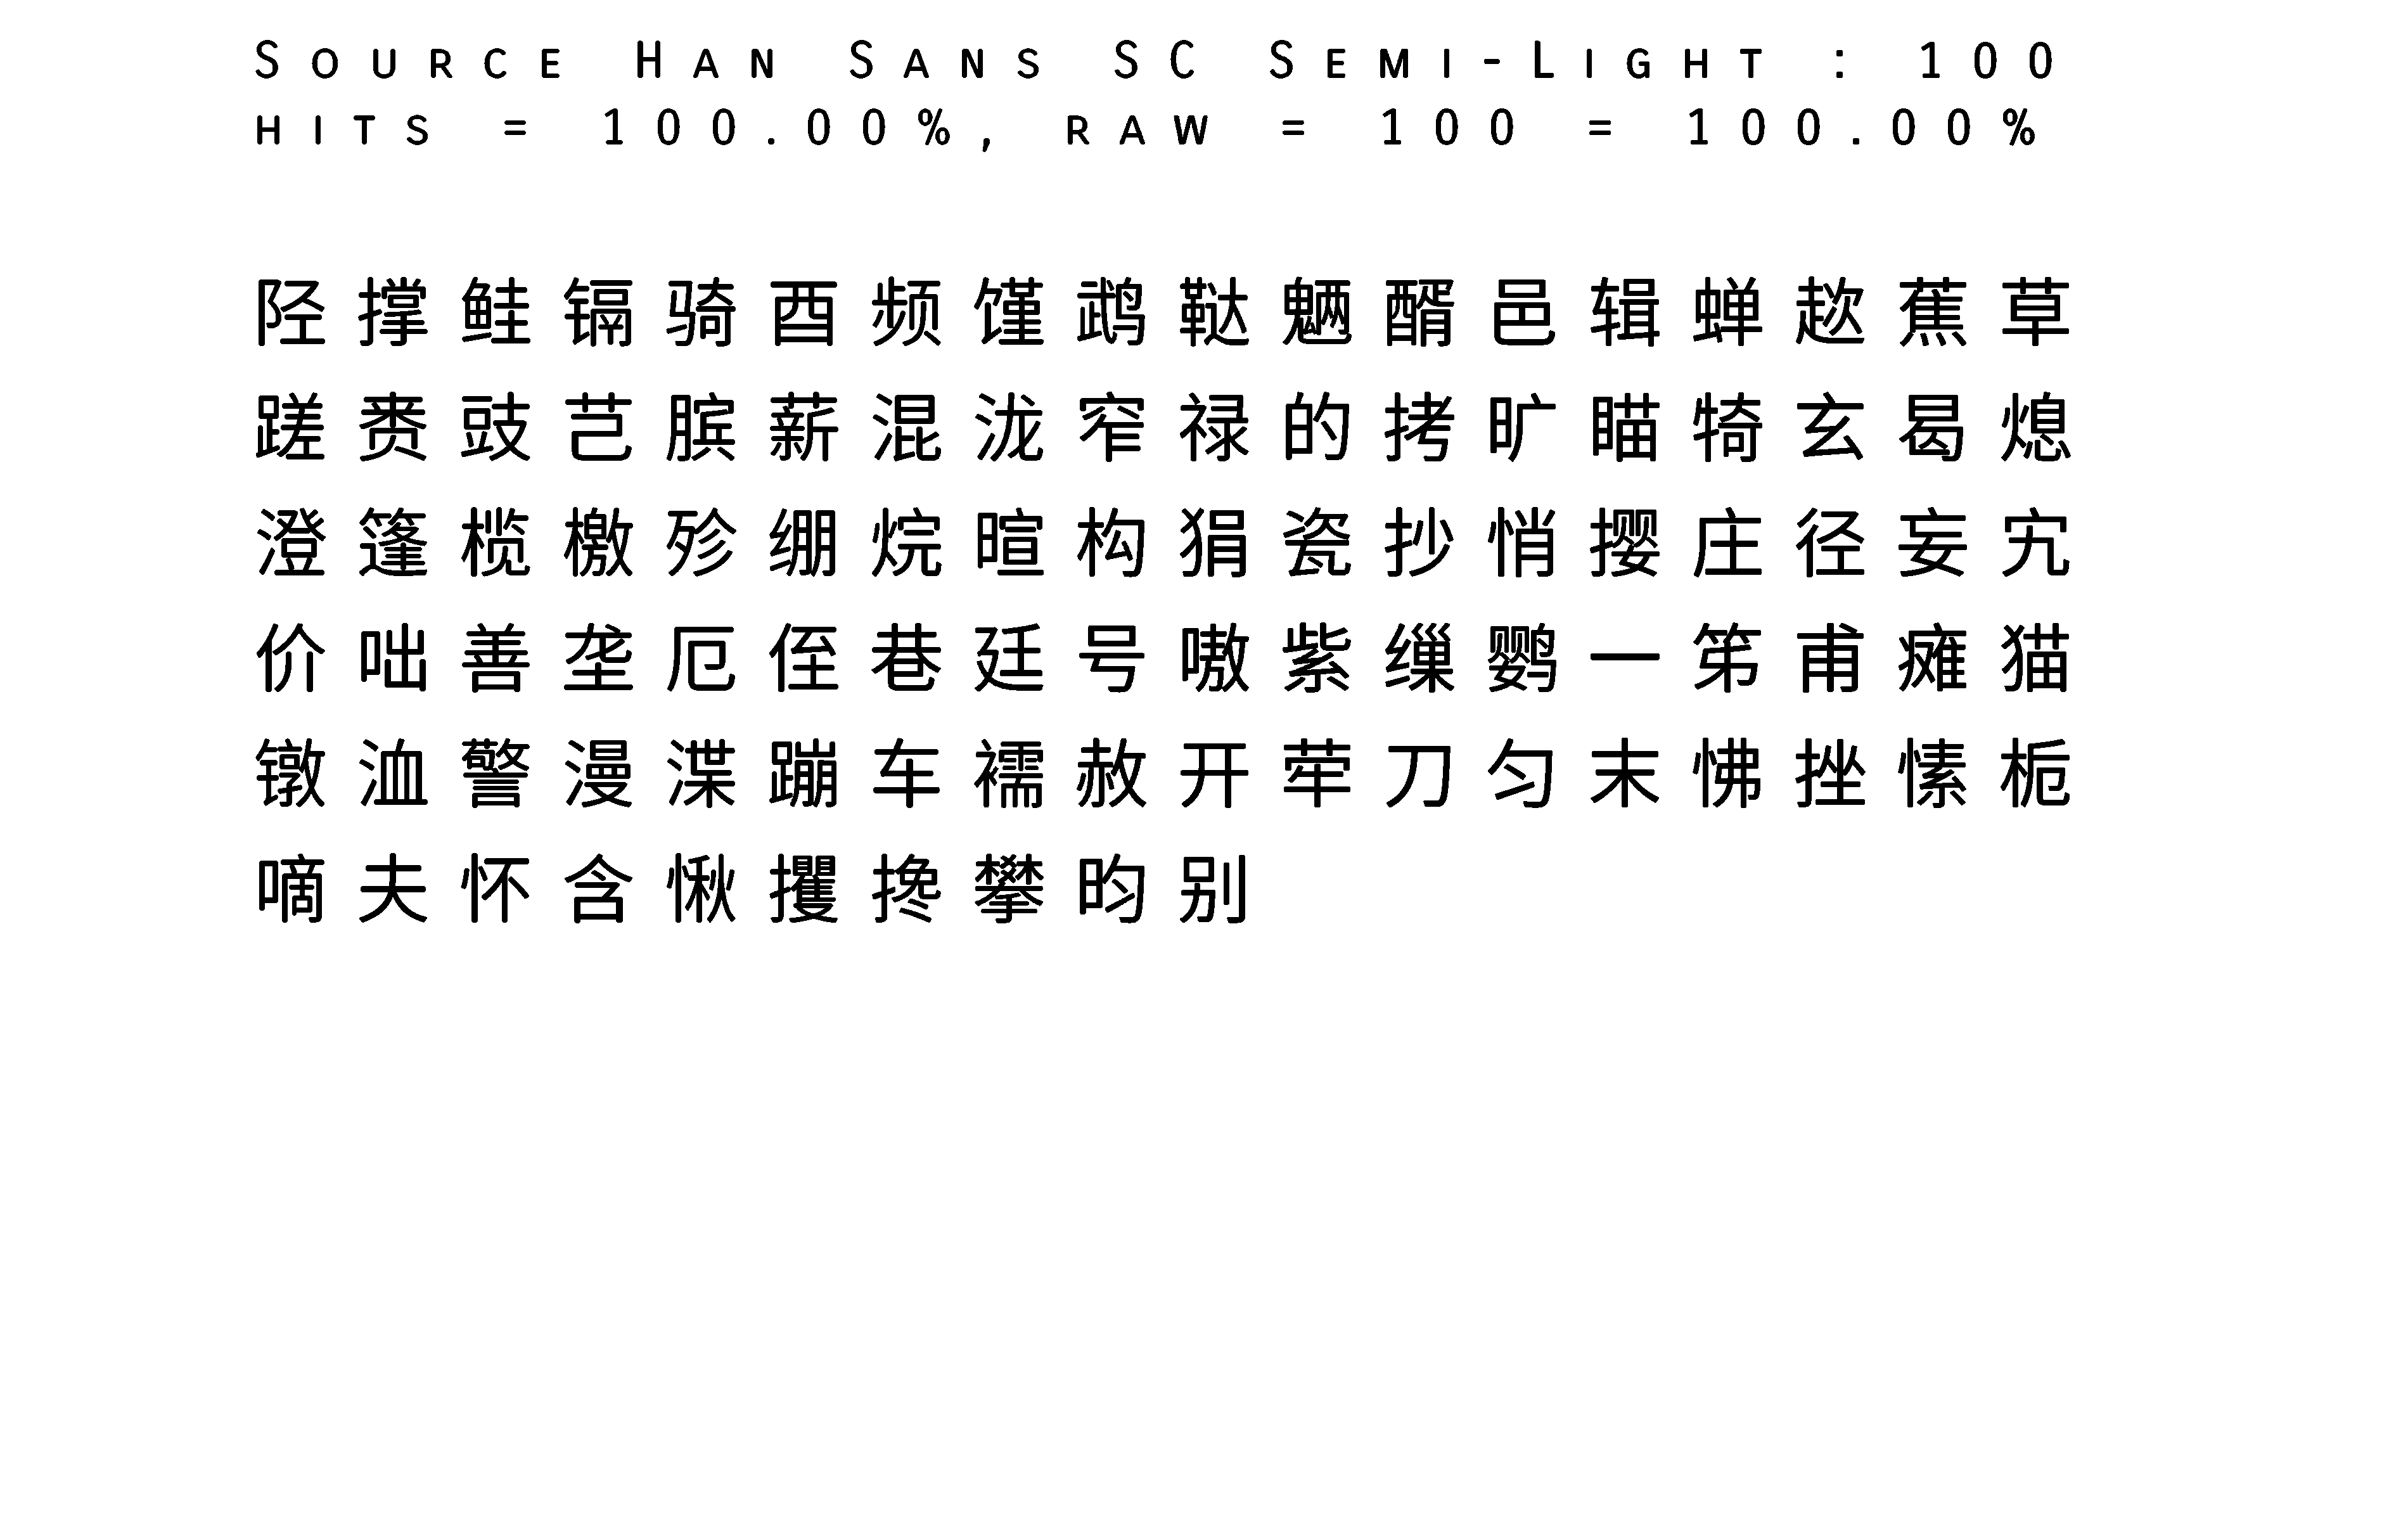 Source Han Sans SC Semi-Light : 100
hits = 100.00%, raw = 100 = 100.00%
陉撑鲑镉骑酉频馑鹉鞑魉醑邑辑蝉趑蕉草
蹉赉豉芑膑薪混泷窄禄的拷旷瞄犄玄曷熄
澄篷榄檄殄绷烷暄构狷瓷抄悄撄庄径妄宄
价咄善垄厄侄巷廷号嗷紫缫鹦一笫甫瘫猫
镦洫警漫渫蹦车襦赦开荦刀匀末怫挫愫栀
嘀夫怀含愀攫搀攀昀别